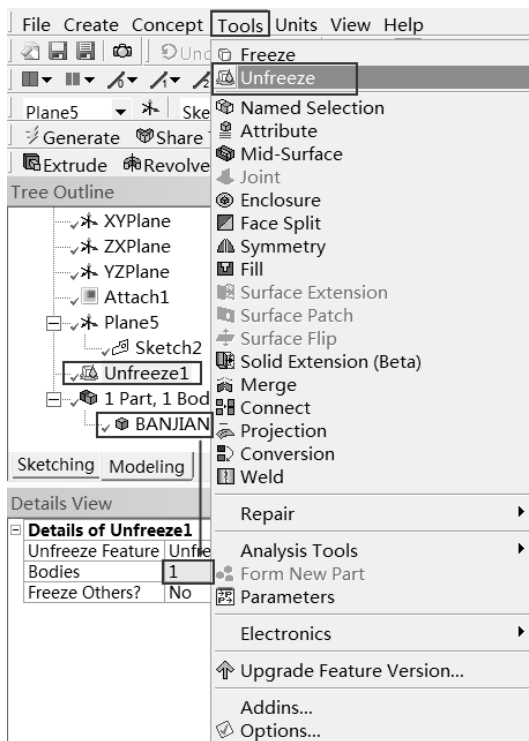 File Create Concept Tools Units View Help
Freeze
Unfreeze
Plane5
Ske
Generate Share
Extrude Revolve
Tree Outline
XYPlane
ZXPlane
YZPlane
Attach1
Plane5
Sketch2
Unfreeze1
1 Part, 1 Bod
BANJIAN
Sketching Modeling
Details View
Details of Unfreeze1
Unfreeze Feature Unfre
Bodies 1
Freeze Others? No
Named Selection
Attribute
Mid-Surface
Joint
Enclosure
Face Split
Symmetry
Fill
Surface Extension
Surface Patch
Surface Flip
Solid Extension (Beta)
Merge
Connect
Projection
Conversion
Weld
Repair
Analysis Tools
Form New Part
Parameters
Electronics
Upgrade Feature Version...
Addins...
Options...